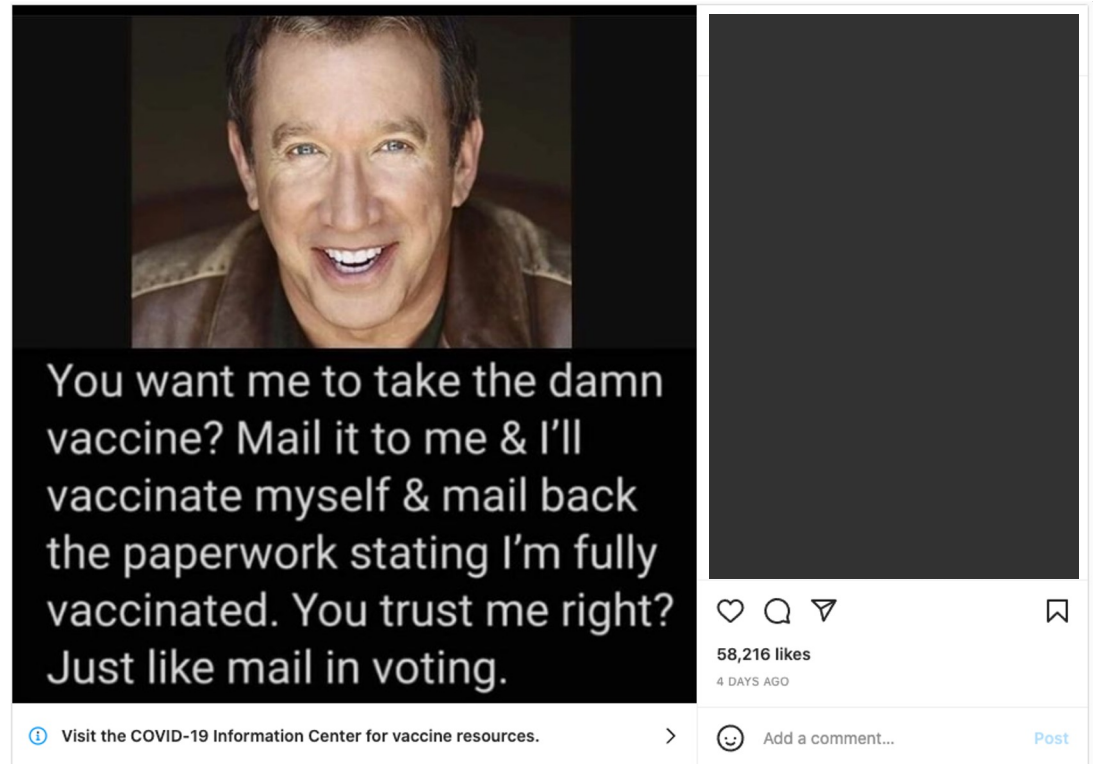 You want me to take the damn
vaccine? Mail it to me & I’ll
vaccinate myself & mail back
the paperwork stating I’m fully
vaccinated. You trust me right?
Just like mail in voting.
Visit the COVID-19 Information Center for vaccine resources.
58,216 likes
4 DAYS AGO
Add a comment...
Post